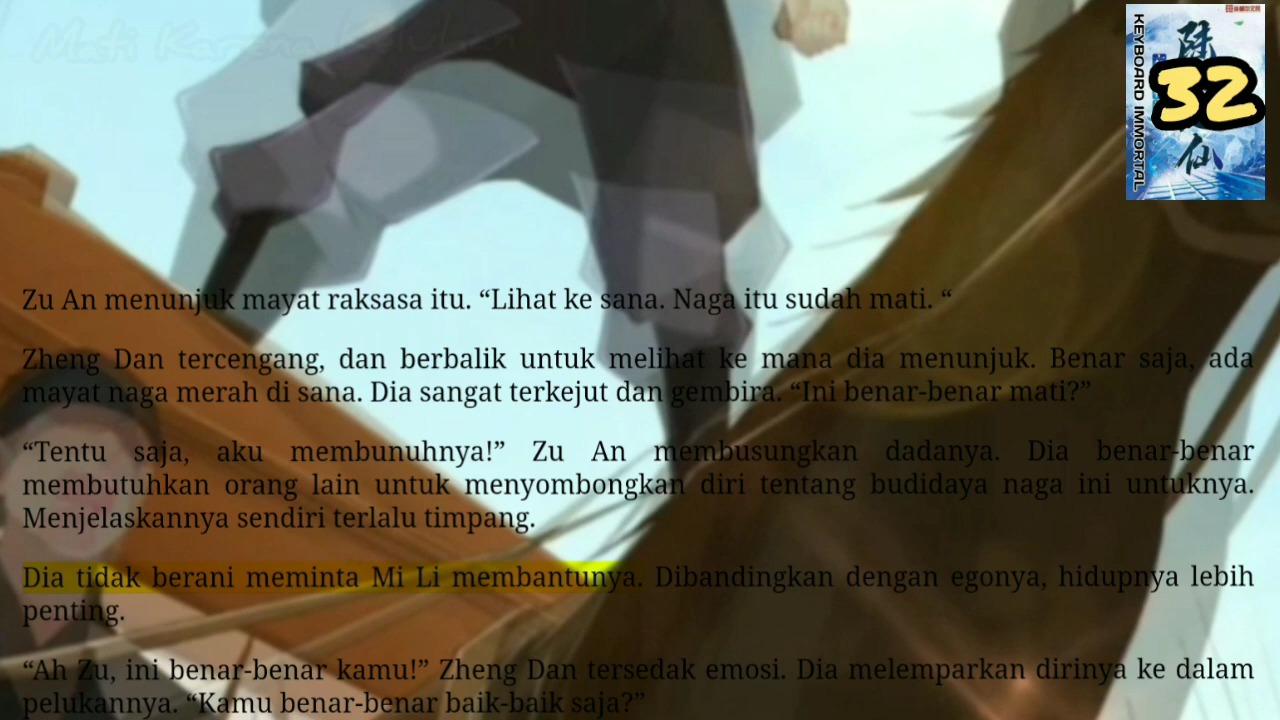 Mati Karena
陆
仙
KEYBOARD IMMORTAL
32
Zu An menunjuk mayat raksasa itu. “Lihat ke sana. Naga itu sudah mati. “
Zheng Dan tercengang, dan berbalik untuk melihat ke mana dia menunjuk. Benar saja, ada
mayat naga merah di sana. Dia sangat terkejut dan gembira. “Ini benar-benar mati?”
“Tentu saja, aku membunuhnya!” Zu An membusungkan dadanya. Dia benar-benar
membutuhkan orang lain untuk menyombongkan diri tentang budidaya naga ini untuknya.
Menjelaskannya sendiri terlalu timpang.
Dia tidak berani meminta Mi Li membantunya. Dibandingkan dengan egonya, hidupnya lebih
penting.
“Ah Zu, ini benar-benar kamu!” Zheng Dan tersedak emosi. Dia melemparkan dirinya ke dalam
pelukannya. “Kamu benar-benar baik-baik saja?”